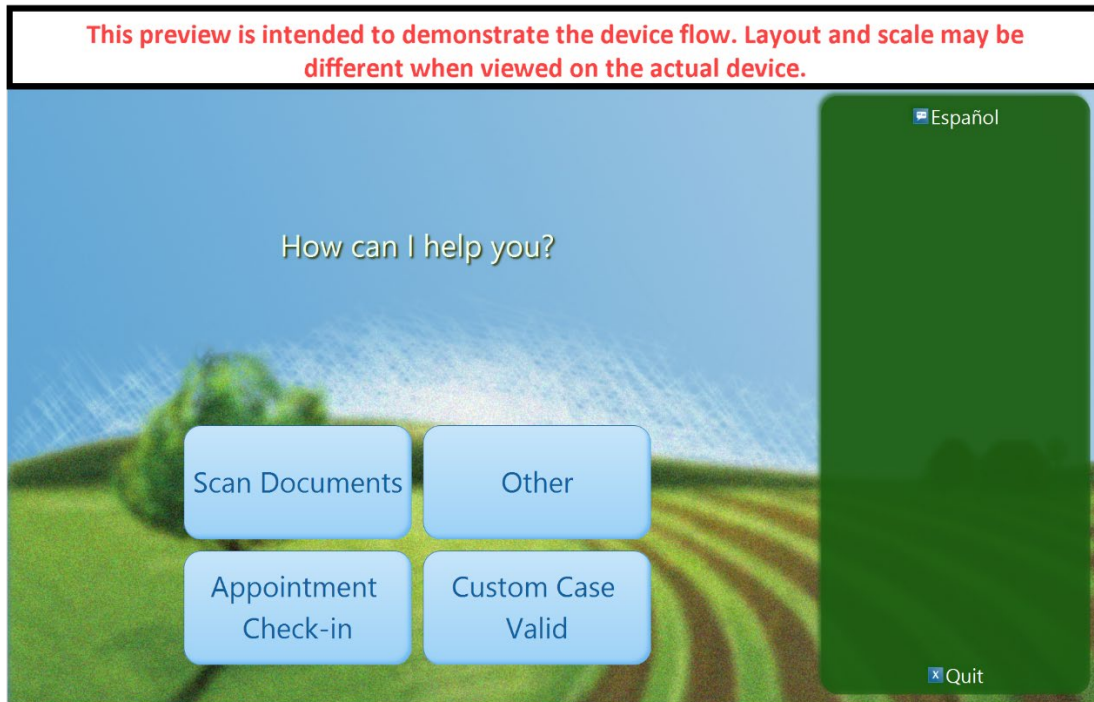 This preview is intended to demonstrate the device flow. Layout and scale may be
different when viewed on the actual device.
Español
How can I help you?
Scan Documents
Other
Appointment
Check-in
Custom Case
Valid
Quit